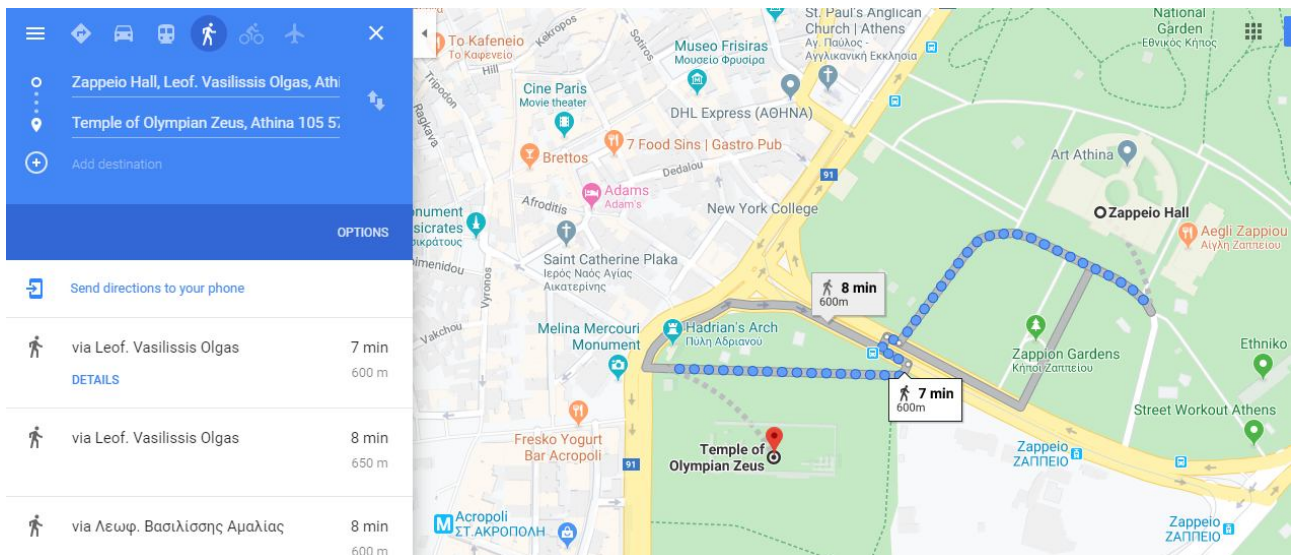 Zappeio Hall, Leof. Vasilissis Olgas, Athi
Temple of Olympian Zeus, Athina 105 57
Add destination
OPTIONS
Send directions to your phone
via Leof. Vasilissis Olgas
7 min
600 m
DETAILS
via Leof. Vasilissis Olgas
8 min
650 m
via Λεωφ. Βασιλίσσης Αμαλίας
8 min
600 m
To Kafeneio
Το Καφενείο
Kekropos
Sotiros
Hill
Tripodon
Ragkava
Cine Paris
Movie theater
Museo Frisiras
Μουσείο Φρυσίρα
St. Paul's Anglican
Church | Athens
Αγ. Παύλος -
Αγγλικανική Εκκλησία
National
Garden
Εθνικός Κήπος
DHL Express (ΑΘΗΝΑ)
7 Food Sins | Gastro Pub
Brettos
Dedalou
Adams
Adam's
Afroditis
New York College
91
Art Athina
Zappeio Hall
Aegli Zappiou
Αίγλη Ζαππείου
nument
sicrates
σικράτους
imenidou
Vyronos
Saint Catherine Plaka
Ιερός Ναός Αγίας
Αικατερίνης
8 min
600m
Vakchou
Melina Mercouri
Monument
Hadrian's Arch
Πύλη Αδριανού
Zappion Gardens
Κήποι Ζαππείου
Ethniko
7 min
600m
Street Workout Athens
Fresko Yogurt
Bar Acropoli
Temple of
Olympian Zeus
91
Zappeio
ΖΑΠΠΕΙΟ
M
Acropoli
ΣΤ.ΑΚΡΟΠΟΛΗ
Zappeio
ΖΑΠΠΕΙΟ